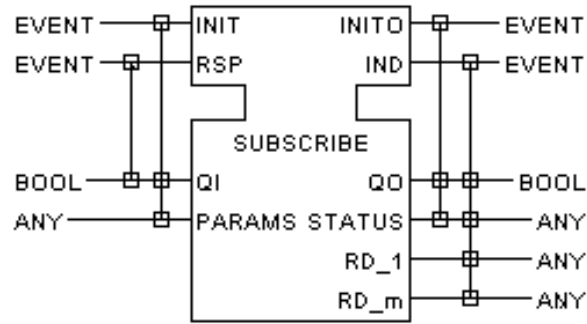 EVENT INIT INITO EVENT
EVENT RSP IND EVENT
SUBSCRIBE
BOOL QI QO BOOL
ANY PARAMS STATUS ANY
RD_1 ANY
RD_m ANY